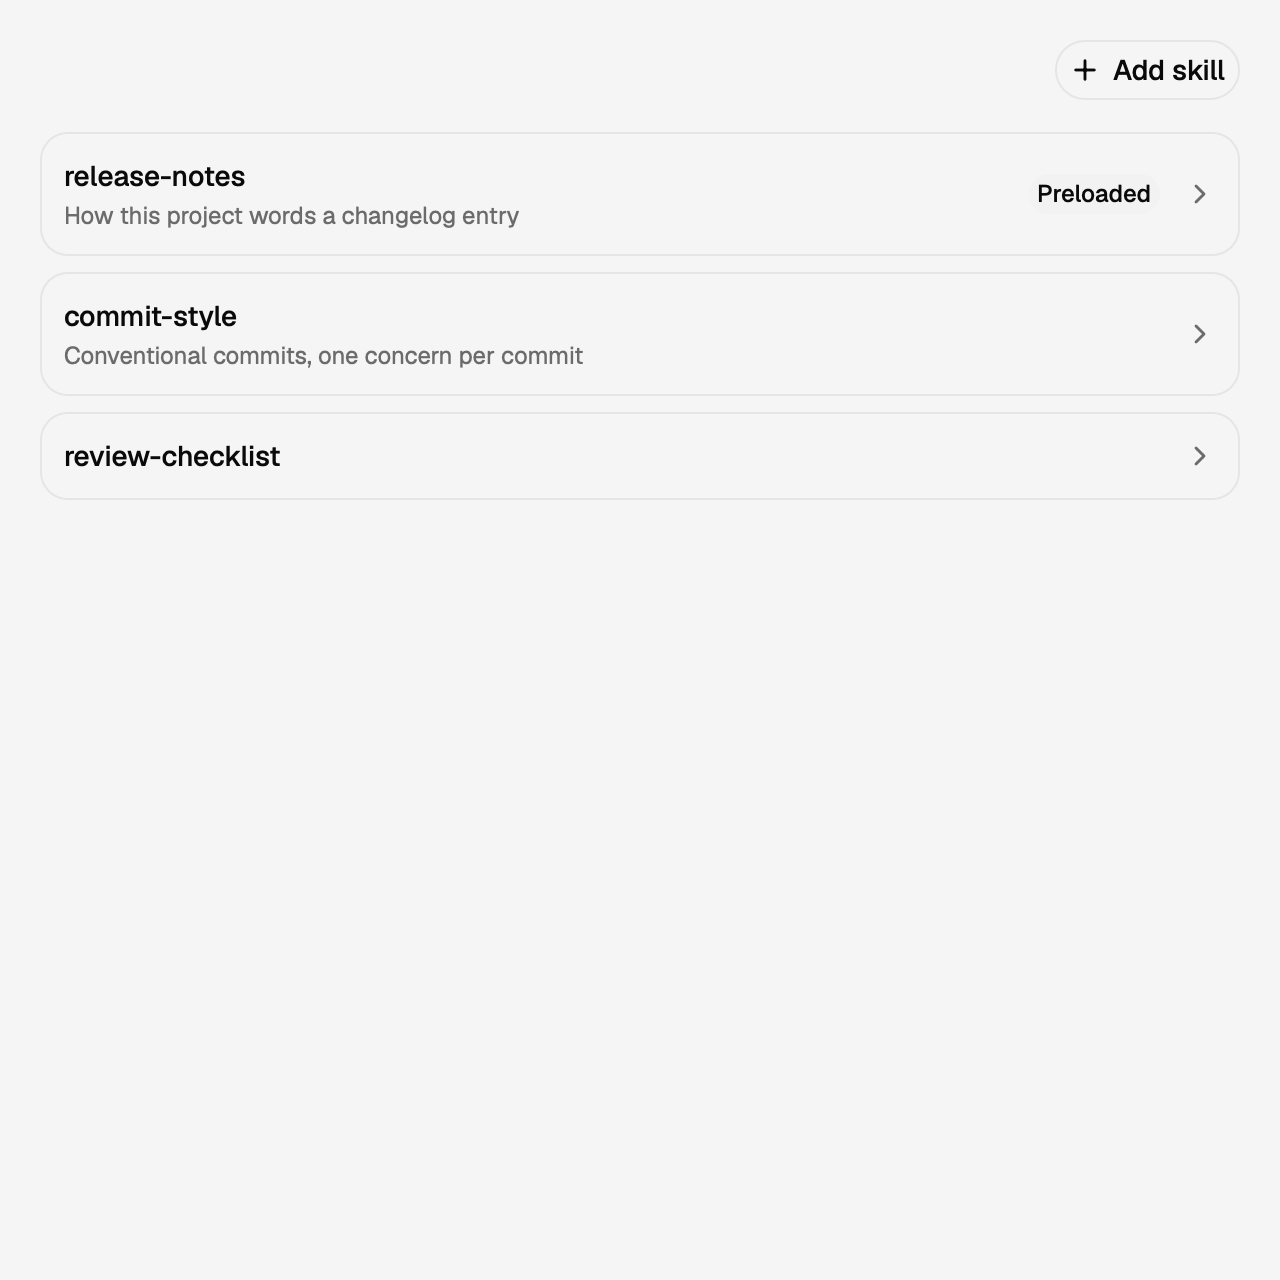 Add skill
release-notes
How this project words a changelog entry
Preloaded
commit-style
Conventional commits, one concern per commit
review-checklist